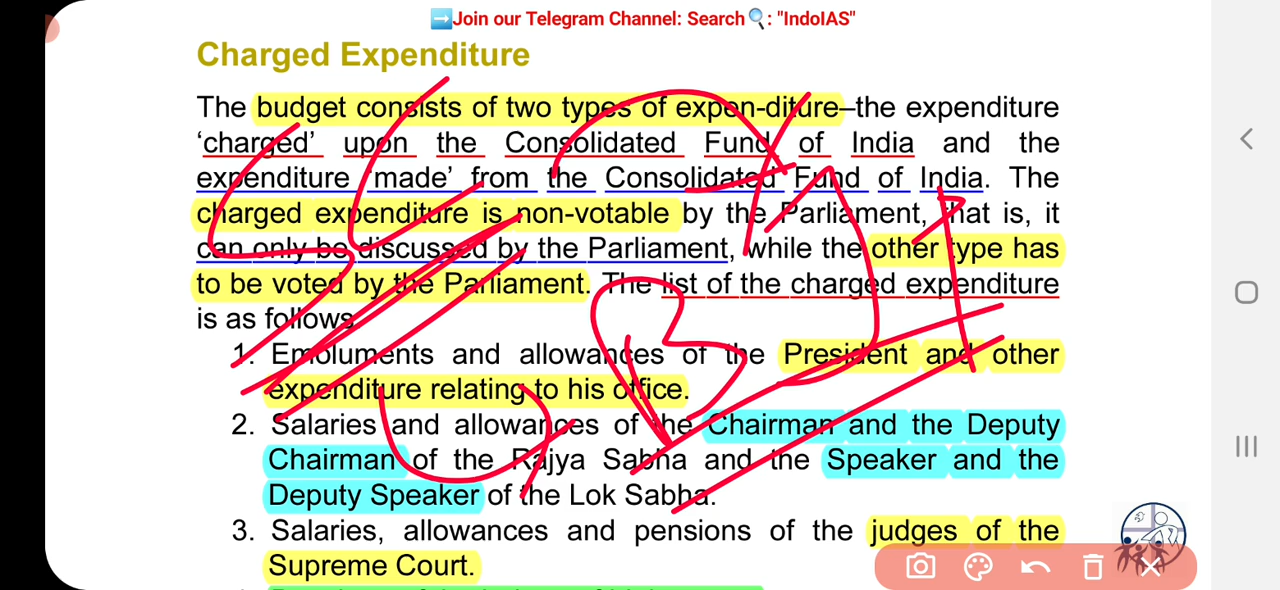 ➡️Join our Telegram Channel: Search🔍: "IndoIAS"
Charged Expenditure
The budget consists of two types of expen-diture–the expenditure
‘charged’ upon the Consolidated Fund of India and the
expenditure ‘made’ from the Consolidated Fund of India. The
charged expenditure is non-votable by the Parliament, that is, it
can only be discussed by the Parliament, while the other type has
to be voted by the Parliament. The list of the charged expenditure
is as follows:
1. Emoluments and allowances of the President and other
expenditure relating to his office.
2. Salaries and allowances of the Chairman and the Deputy
Chairman of the Rajya Sabha and the Speaker and the
Deputy Speaker of the Lok Sabha.
3. Salaries, allowances and pensions of the judges of the
Supreme Court.